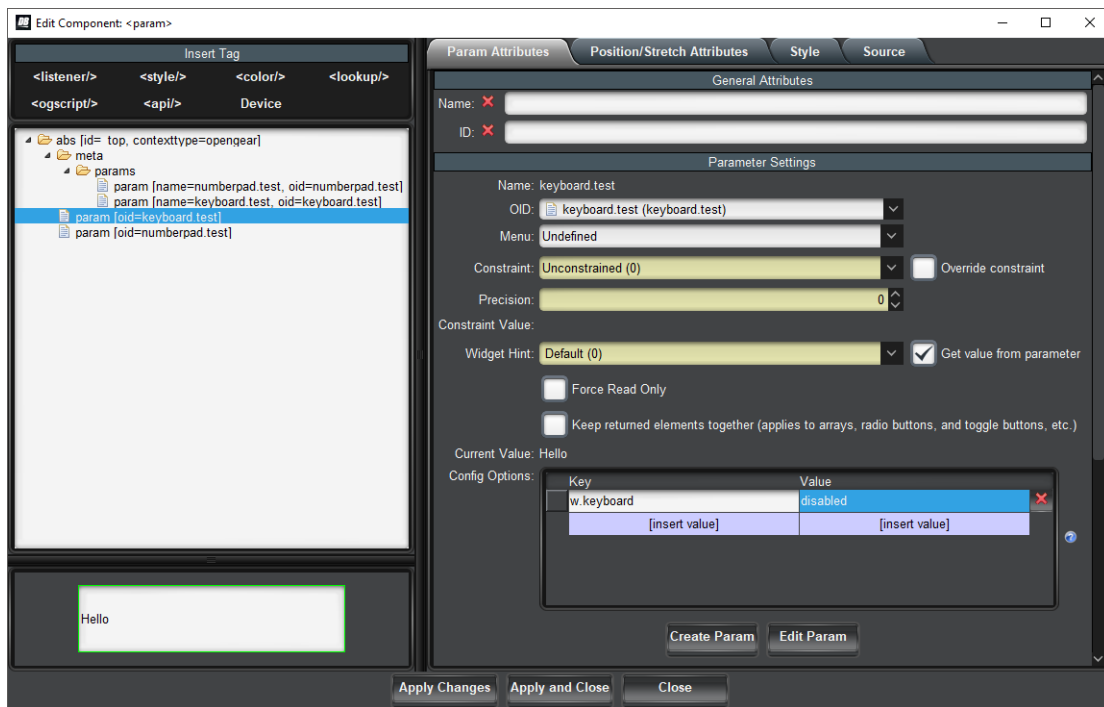 DB Edit Component: <param>
Insert Tag
<listener/> <style/> <color/> <lookup/>
<ogscript/> <api/> Device
abs [id=_top, contexttype=opengear]
meta
params
param [name=numberpad.test, oid=numberpad.test]
param [name=keyboard.test, oid=keyboard.test]
param [oid=keyboard.test]
param [oid=numberpad.test]
Hello
Param Attributes Position/Stretch Attributes Style Source
General Attributes
Name:
ID:
Parameter Settings
Name: keyboard.test
OID: keyboard.test (keyboard.test)
Menu: Undefined
Constraint: Unconstrained (0) Override constraint
Precision: 0
Constraint Value:
Widget Hint: Default (0) Get value from parameter
Force Read Only
Keep returned elements together (applies to arrays, radio buttons, and toggle buttons, etc.)
Current Value: Hello
Config Options:
Key Value
w.keyboard disabled
[insert value] [insert value]
Create Param Edit Param
Apply Changes Apply and Close Close